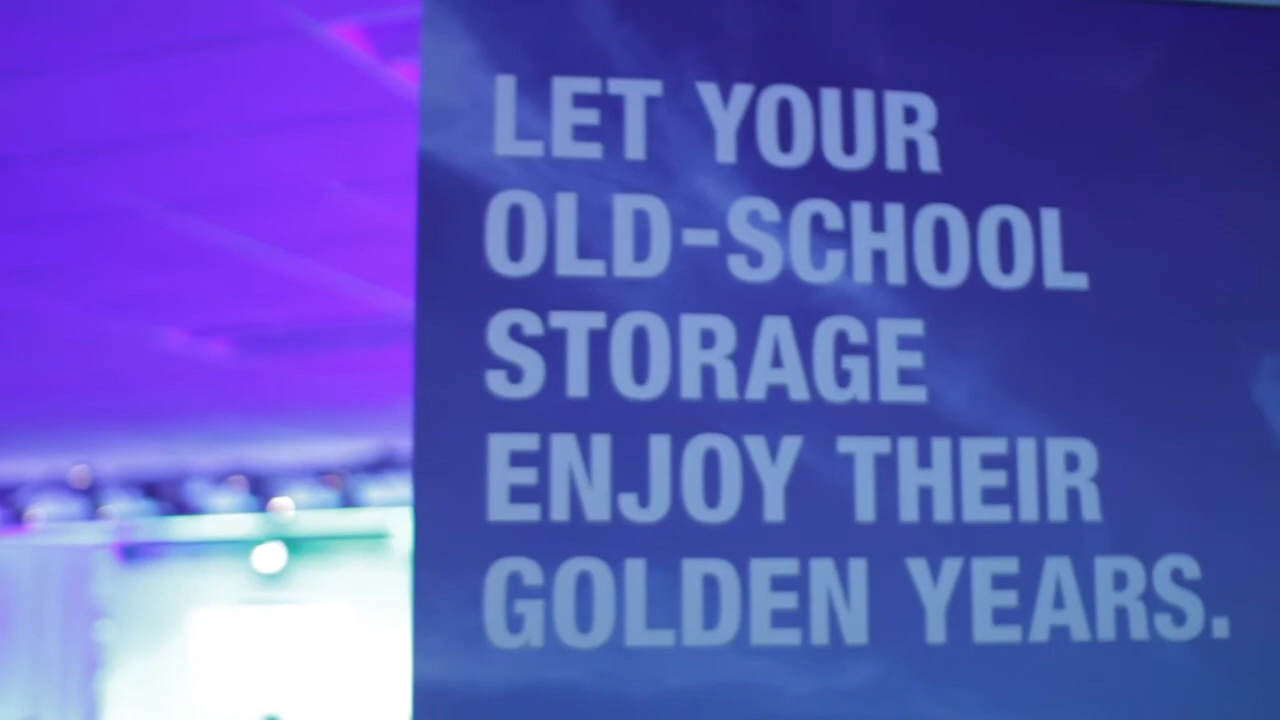 LET YOUR
OLD-SCHOOL
STORAGE
ENJOY THEIR
GOLDEN YEARS.